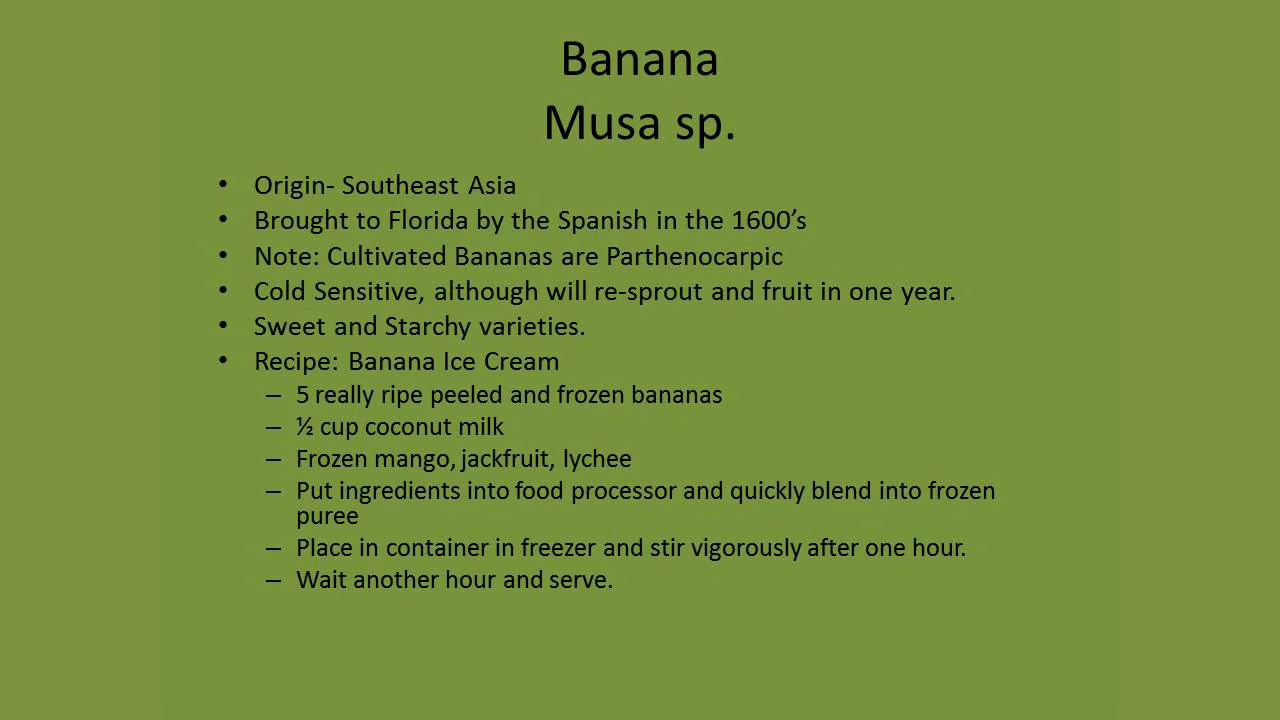 Banana
Musa sp.
• Origin- Southeast Asia
• Brought to Florida by the Spanish in the 1600’s
• Note: Cultivated Bananas are Parthenocarpic
• Cold Sensitive, although will re-sprout and fruit in one year.
• Sweet and Starchy varieties.
• Recipe: Banana Ice Cream
– 5 really ripe peeled and frozen bananas
– ½ cup coconut milk
– Frozen mango, jackfruit, lychee
– Put ingredients into food processor and quickly blend into frozen
puree
– Place in container in freezer and stir vigorously after one hour.
– Wait another hour and serve.